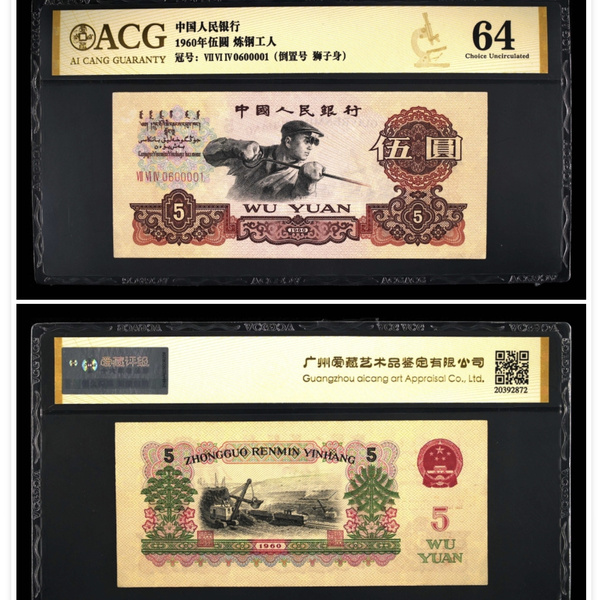 ACG
AI CANG GUARANTY
中国人民银行
1960年伍圆 炼钢工人
冠号：VII VI IV 0600001（倒置号 狮子身）
64
Choice Uncirculated
中國人民銀行
伍圓
VII VI IV 0600001
5
WU YUAN
5
1960
爱藏评级
广州爱藏艺术品鉴定有限公司
Guangzhou aicang art Appraisal Co., Ltd.
20392872
5
ZHONGGUO RENMIN YINHANG
5
5
WU
YUAN
1960